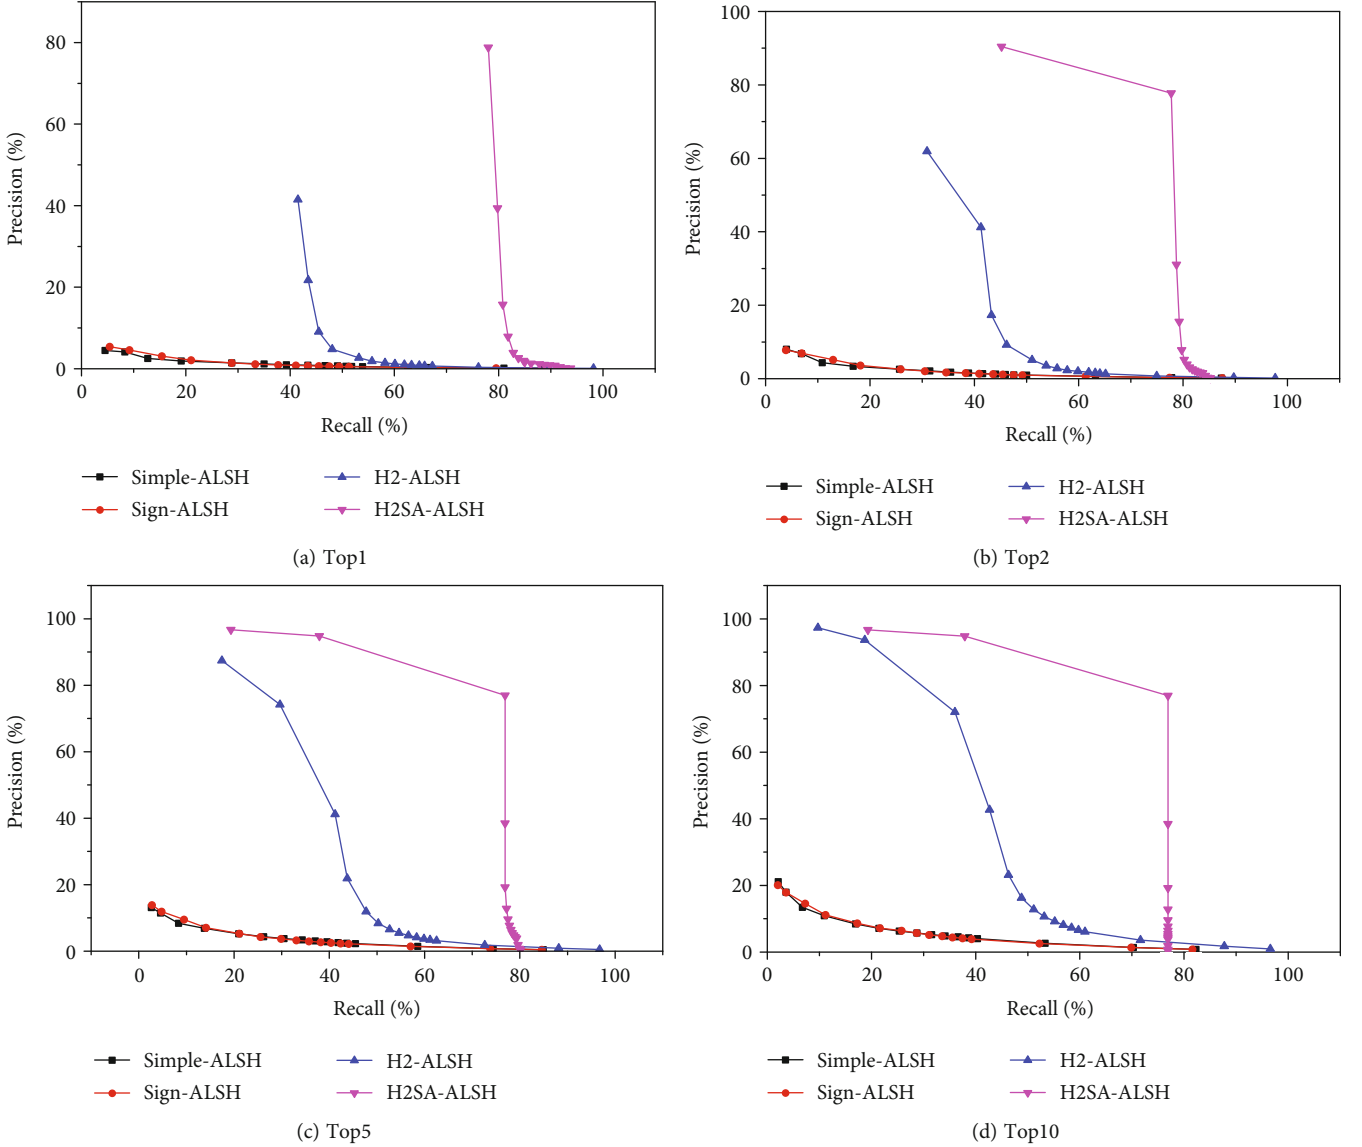 80
60
40
20
0
Precision (%)
0 20 40 60 80 100
Recall (%)
Simple-ALSH
Sign-ALSH
H2-ALSH
H2SA-ALSH
(a) Top1
100
80
60
40
20
0
Precision (%)
0 20 40 60 80 100
Recall (%)
Simple-ALSH
Sign-ALSH
H2-ALSH
H2SA-ALSH
(b) Top2
100
80
60
40
20
0
Precision (%)
0 20 40 60 80 100
Recall (%)
Simple-ALSH
Sign-ALSH
H2-ALSH
H2SA-ALSH
(c) Top5
100
80
60
40
20
0
Precision (%)
0 20 40 60 80 100
Recall (%)
Simple-ALSH
Sign-ALSH
H2-ALSH
H2SA-ALSH
(d) Top10